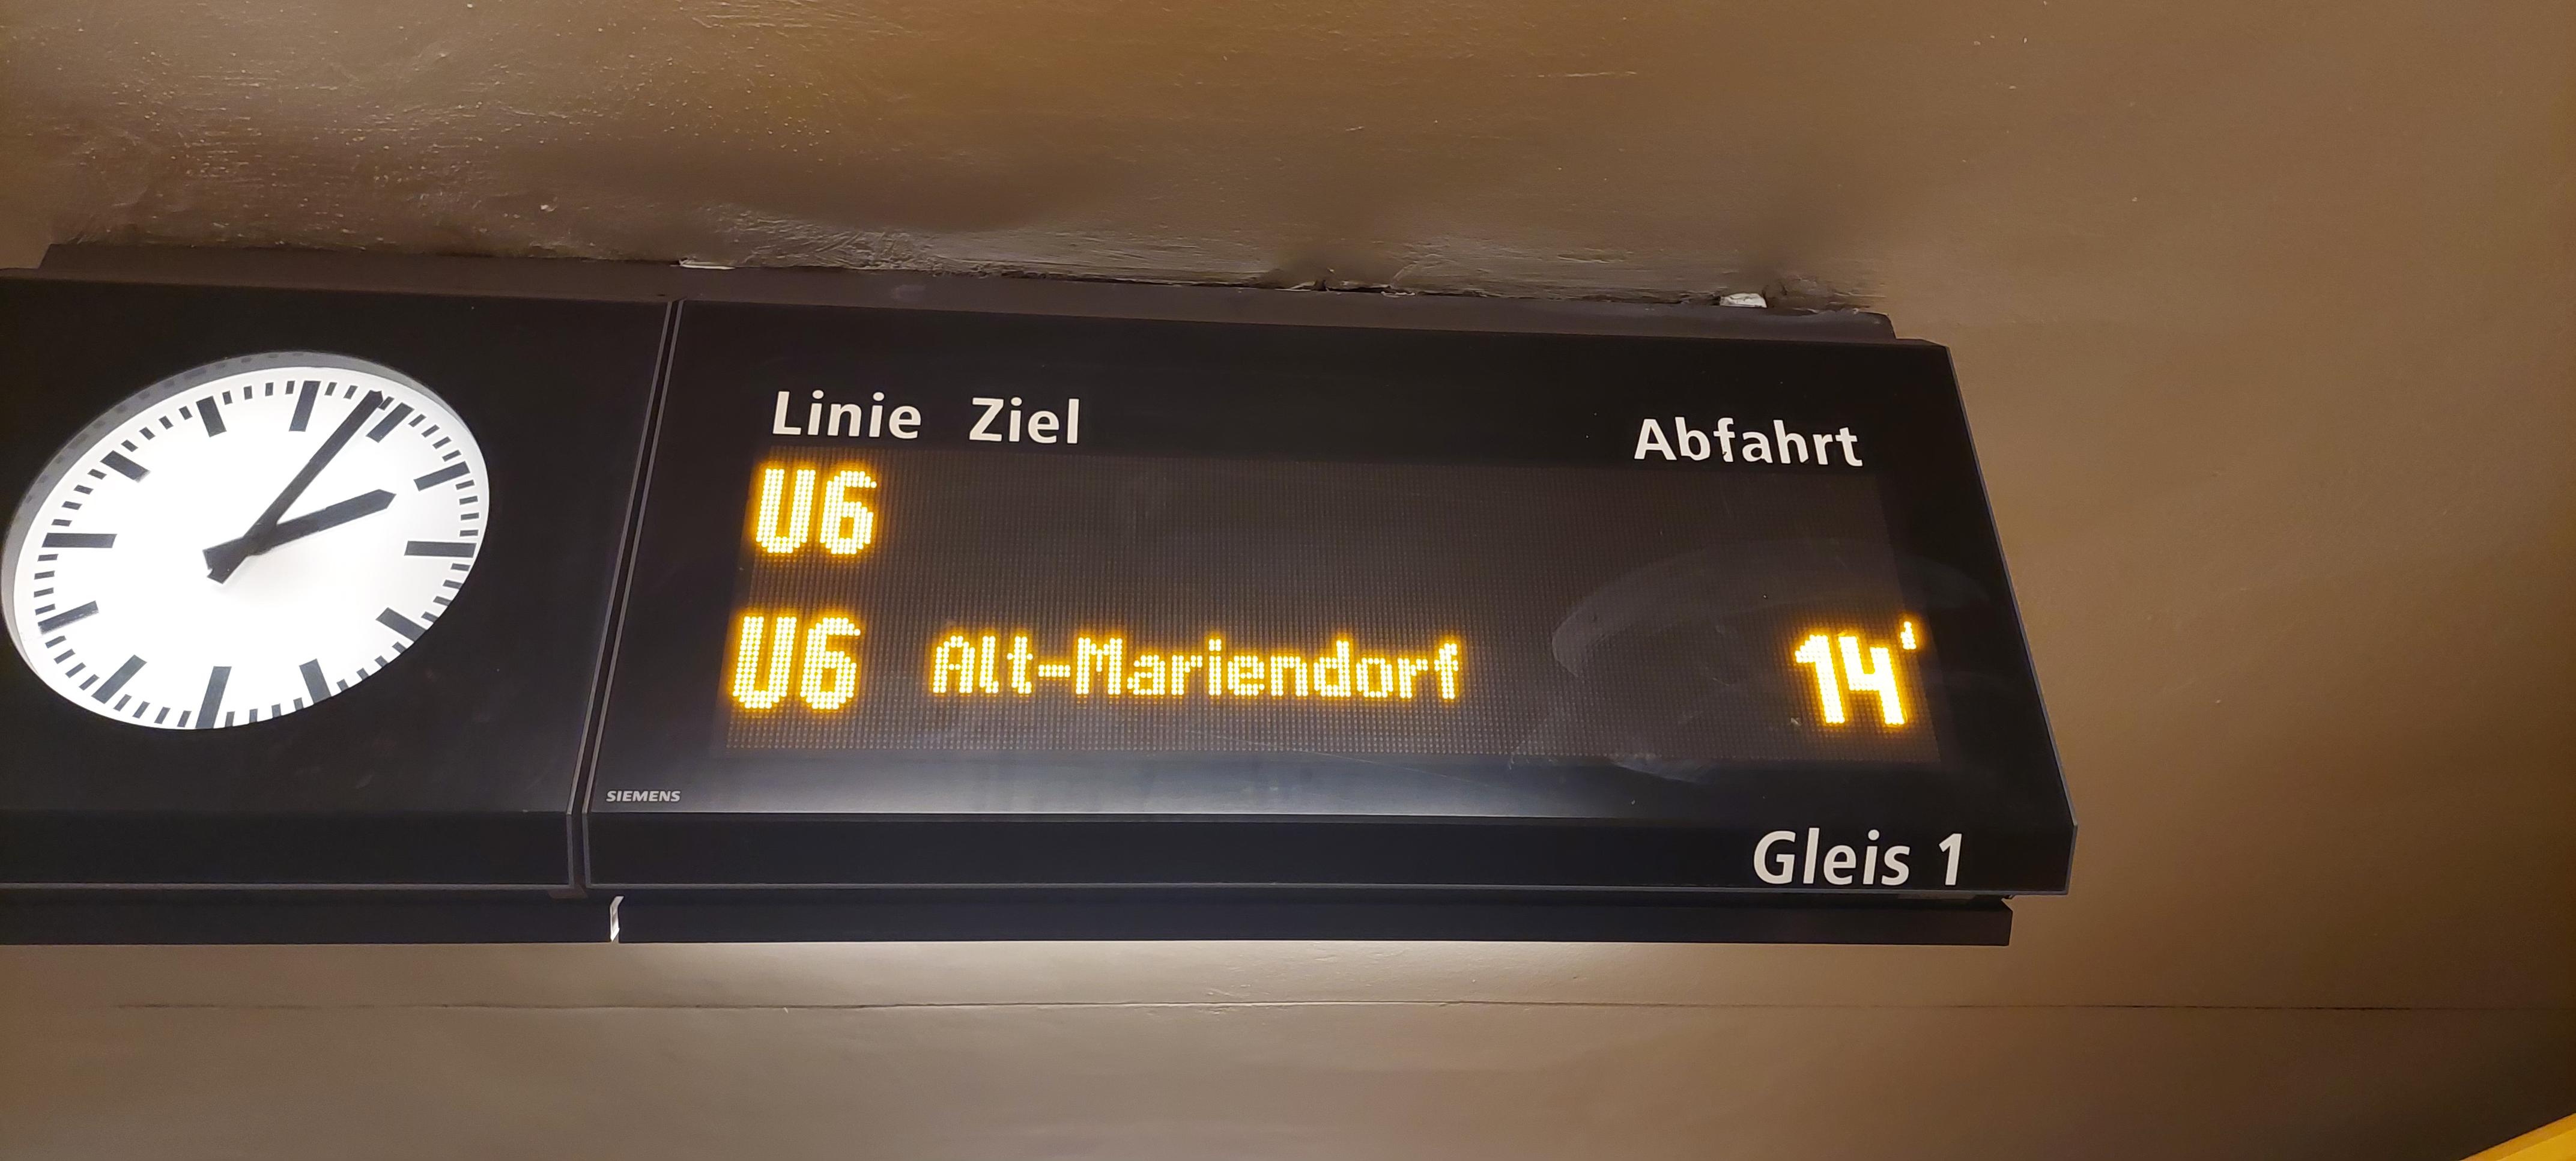 Linie Ziel Abfahrt
U6
U6 Alt-Mariendorf 14'
SIEMENS
Gleis 1